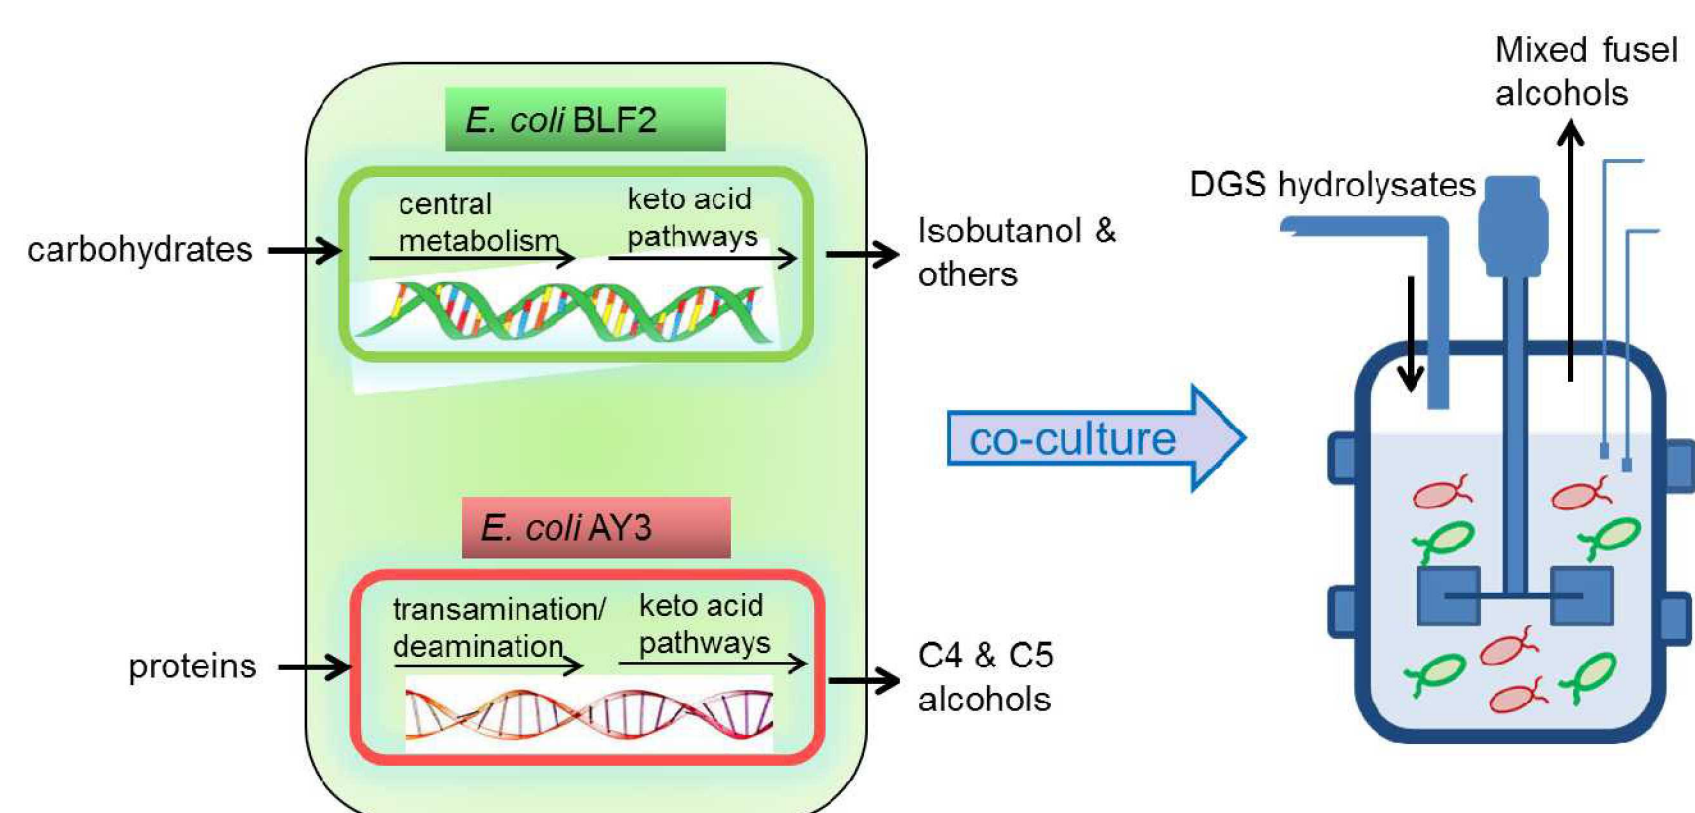 Mixed fusel
alcohols
DGS hydrolysates
E. coli BLF2
central
metabolism
keto acid
pathways
carbohydrates
Isobutanol &
others
co-culture
E. coli AY3
transamination/
deamination
keto acid
pathways
proteins
C4 & C5
alcohols